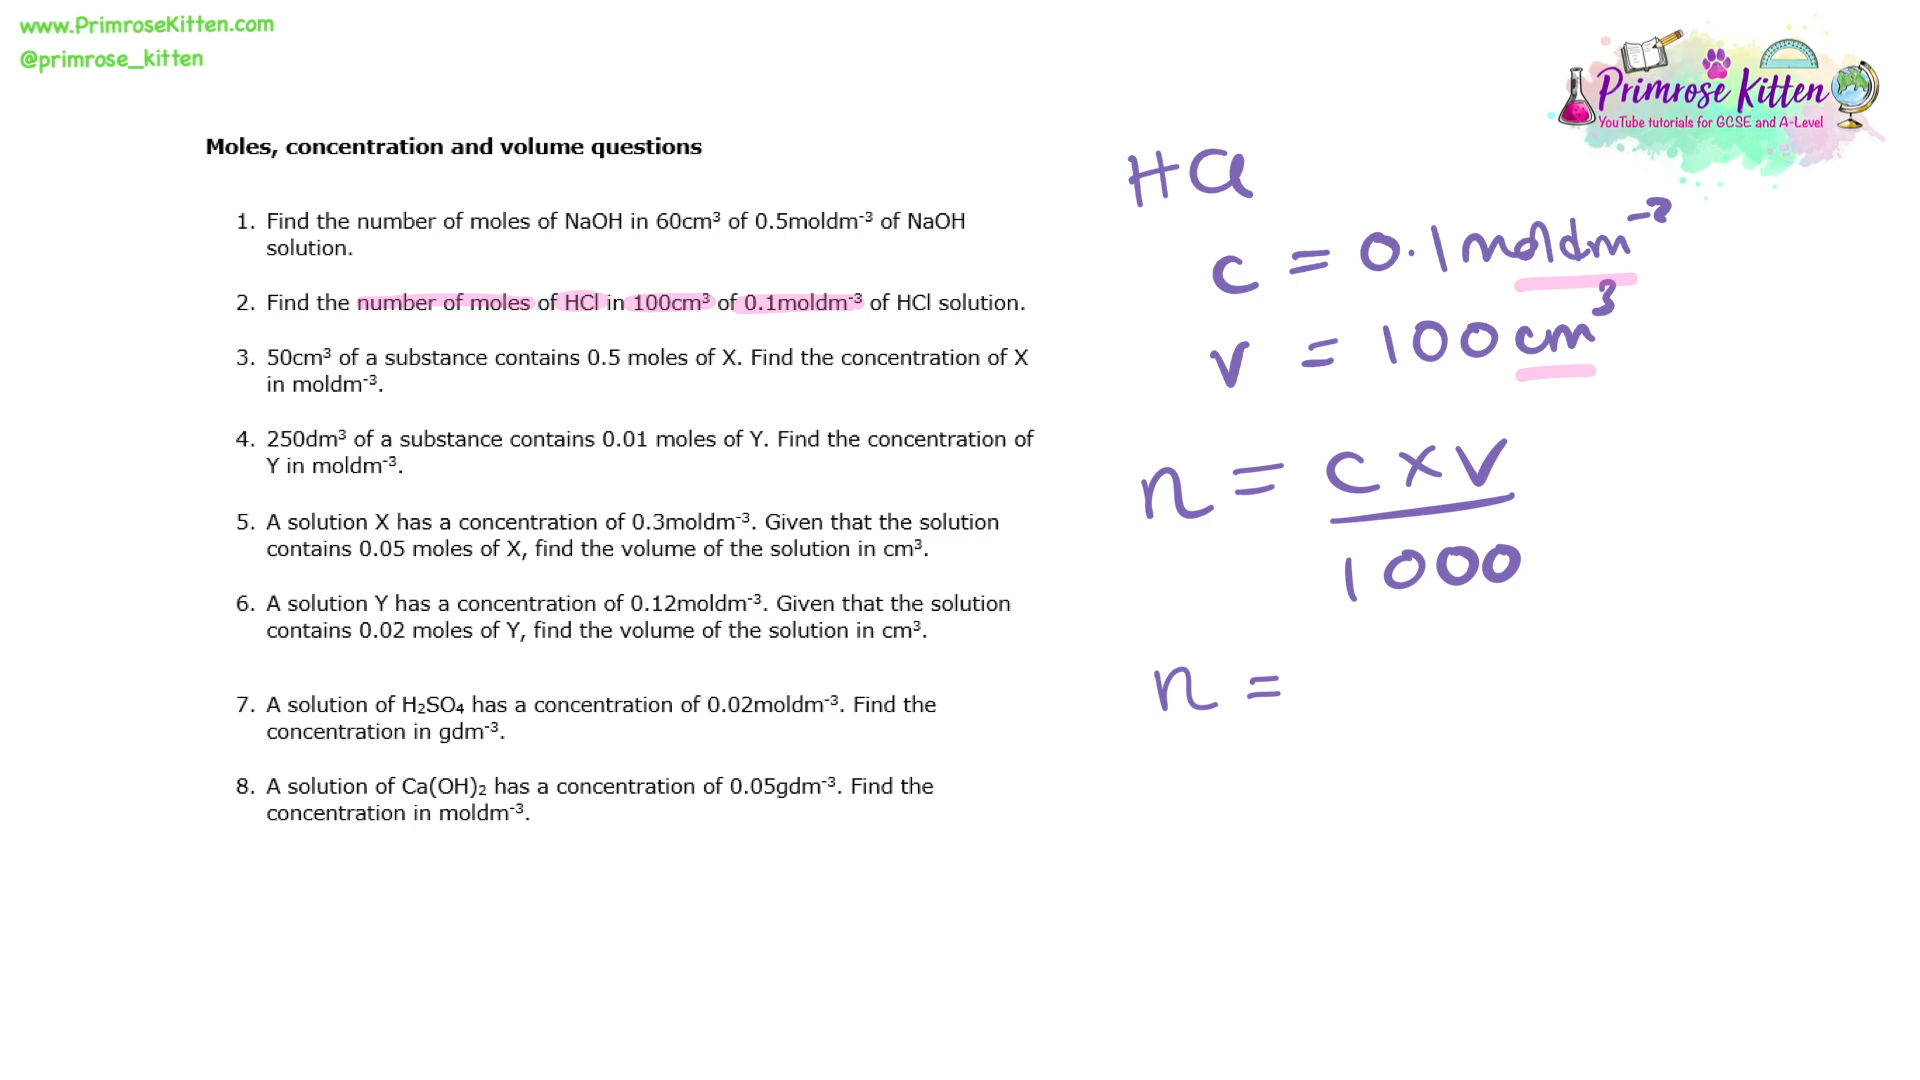 www.PrimroseKitten.com
@primrose_kitten
Primrose Kitten
YouTube tutorials for GCSE and A-Level
Moles, concentration and volume questions
1. Find the number of moles of NaOH in 60cm³ of 0.5moldm⁻³ of NaOH
solution.
2. Find the number of moles of HCl in 100cm³ of 0.1moldm⁻³ of HCl solution.
3. 50cm³ of a substance contains 0.5 moles of X. Find the concentration of X
in moldm⁻³.
4. 250dm³ of a substance contains 0.01 moles of Y. Find the concentration of
Y in moldm⁻³.
5. A solution X has a concentration of 0.3moldm⁻³. Given that the solution
contains 0.05 moles of X, find the volume of the solution in cm³.
6. A solution Y has a concentration of 0.12moldm⁻³. Given that the solution
contains 0.02 moles of Y, find the volume of the solution in cm³.
7. A solution of H₂SO₄ has a concentration of 0.02moldm⁻³. Find the
concentration in gdm⁻³.
8. A solution of Ca(OH)₂ has a concentration of 0.05gdm⁻³. Find the
concentration in moldm⁻³.
HCl
c = 0.1moldm⁻³
v = 100cm³
n = c × v
1000
n =